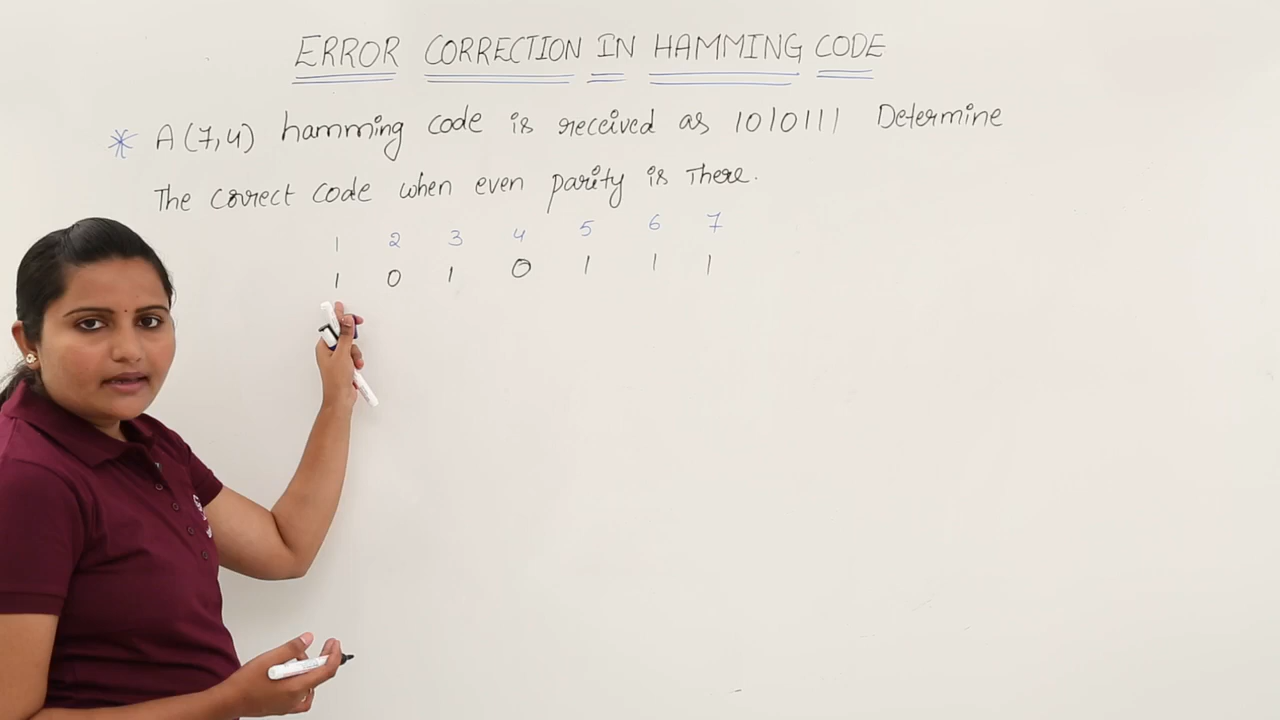 ERROR CORRECTION IN HAMMING CODE
* A (7,4) hamming code is received as 1010111 Determine
The correct code when even parity is There.
1 2 3 4 5 6 7
1 0 1 0 1 1 1